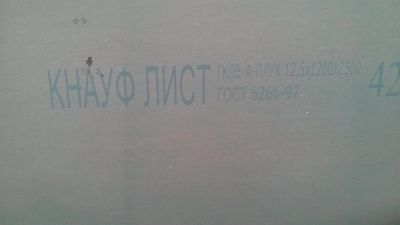 КНАУФ ЛИСТ
ГКЛВ-А-ПЛУК 12,5х1200х2500
ГОСТ 6266-97
42